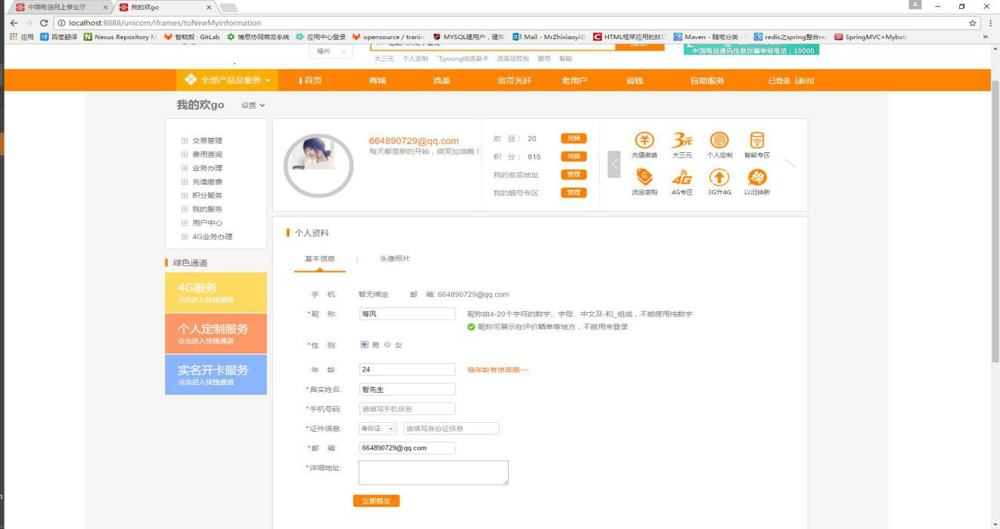 中国电信网上营业厅
我的欢go
localhost:8888/unicom/iframes/toNewMyInformation
应用 百度翻译 Nexus Repository M 智晓毅 · GitLab 博思协同商务系统 应用中心登录 opensource / tranin MYSQL建用户,建库 Mail - MrZhixiaoyi@ HTML框架应用的技巧 Maven - 随笔分类 - redis之spring整合red SpringMVC+Mybati
福州
中国电信通讯信息诈骗举报电话:10000
大三元 个人定制 飞young纯流量卡 流量加餐包 靓号 智能
全部产品及服务 首页 商城 流量 宽带光纤 老用户 省钱 自助服务 已登录 [退出]
我的欢go 设置
交易管理
费用查询
业务办理
充值缴费
积分服务
我的服务
用户中心
4G业务办理
绿色通道
4G服务
点击进入快捷通道
个人定制服务
点击进入快捷通道
实名开卡服务
点击进入快捷通道
664890729@qq.com
每天都是新的开始,微笑加油哦!
欢 豆: 20 兑换
积 分: 815 兑换
我的收货地址 管理
我的靓号专区 管理
充值缴费 大三元 个人定制 智能专区
流量惠购 4G专区 3G升4G 以旧换新
个人资料
基本信息 | 头像照片
手 机: 暂无绑定 邮 箱: 664890729@qq.com
*昵 称: 等风 昵称由4-20个字符的数字、字母、中文及-和_组成,不能使用纯数字
昵称可展示在评价晒单等地方,不能用来登录
*性 别: 男 女
年 龄: 24 填年龄有惊喜哦~~
*真实姓名: 智先生
*手机号码: 请填写手机信息
*证件信息: 身份证 请填写身份证信息
*邮 箱: 664890729@qq.com
*详细地址:
立即提交